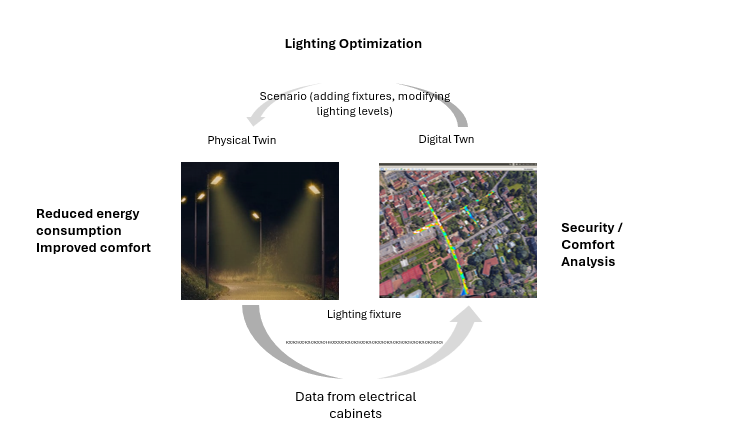 Lighting Optimization
Scenario (adding fixtures, modifying
lighting levels)
Physical Twin
Digital Twn
Reduced energy
consumption
Improved comfort
Security /
Comfort
Analysis
Lighting fixture
Data from electrical
cabinets